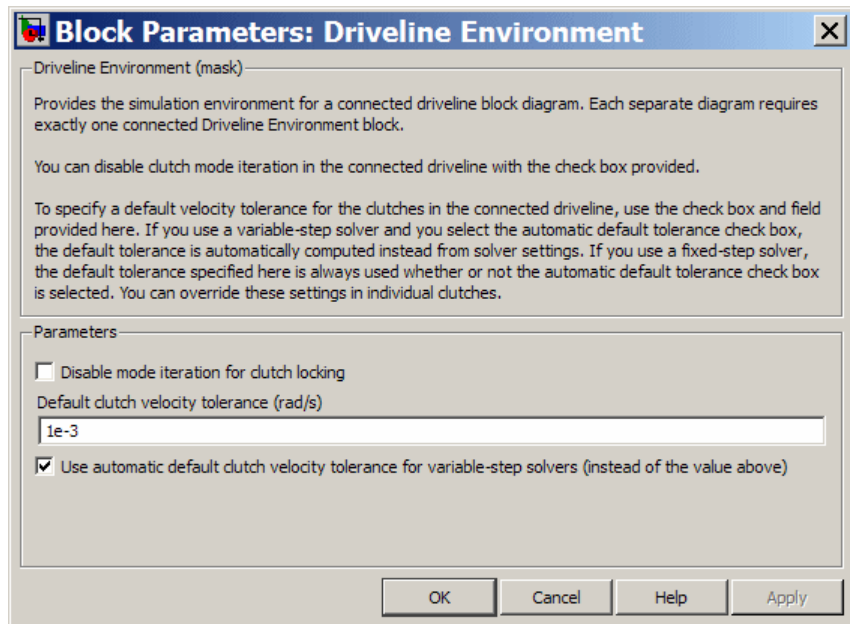 Block Parameters: Driveline Environment
Driveline Environment (mask)
Provides the simulation environment for a connected driveline block diagram. Each separate diagram requires
exactly one connected Driveline Environment block.
You can disable clutch mode iteration in the connected driveline with the check box provided.
To specify a default velocity tolerance for the clutches in the connected driveline, use the check box and field
provided here. If you use a variable-step solver and you select the automatic default tolerance check box,
the default tolerance is automatically computed instead from solver settings. If you use a fixed-step solver,
the default tolerance specified here is always used whether or not the automatic default tolerance check box
is selected. You can override these settings in individual clutches.
Parameters
Disable mode iteration for clutch locking
Default clutch velocity tolerance (rad/s)
1e-3
Use automatic default clutch velocity tolerance for variable-step solvers (instead of the value above)
OK Cancel Help Apply